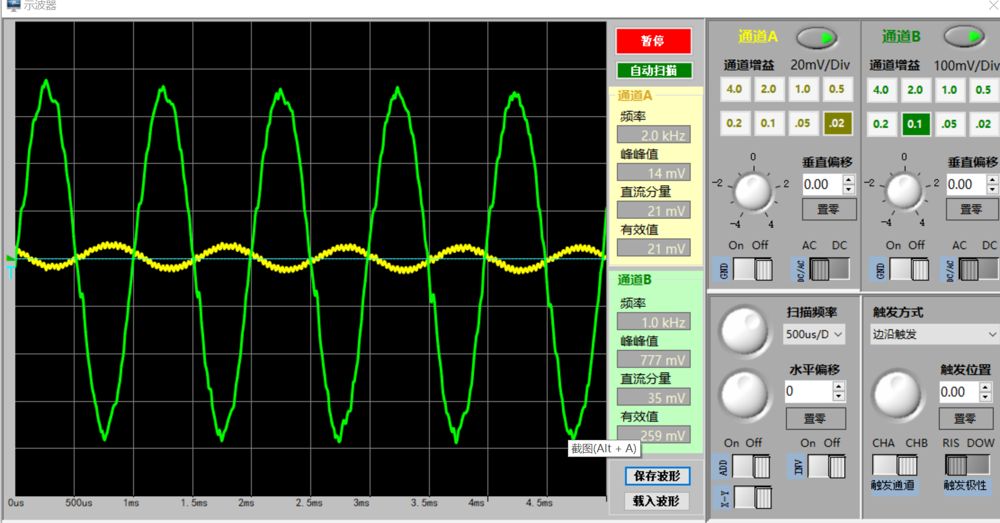 示波器
暂停
自动扫描
通道A
频率
2.0 kHz
峰峰值
14 mV
直流分量
21 mV
有效值
21 mV
通道B
频率
1.0 kHz
峰峰值
777 mV
直流分量
35 mV
有效值
259 mV
截图(Alt + A)
保存波形
载入波形
T
0us 500us 1ms 1.5ms 2ms 2.5ms 3ms 3.5ms 4ms 4.5ms
通道A
通道增益 20mV/Div
4.0 2.0 1.0 0.5
0.2 0.1 .05 .02
0
-2 2
-4 4
垂直偏移
0.00
置零
On Off AC DC
GND DC/AC
通道B
通道增益 100mV/Div
4.0 2.0 1.0 0.5
0.2 0.1 .05 .02
0
-2 2
-4 4
垂直偏移
0.00
置零
On Off AC DC
GND DC/AC
扫描频率
500us/D
水平偏移
0
置零
On Off On Off
ADD INV
X-Y
触发方式
边沿触发
触发位置
0.00
置零
CHA CHB RIS DOW
触发通道 触发极性